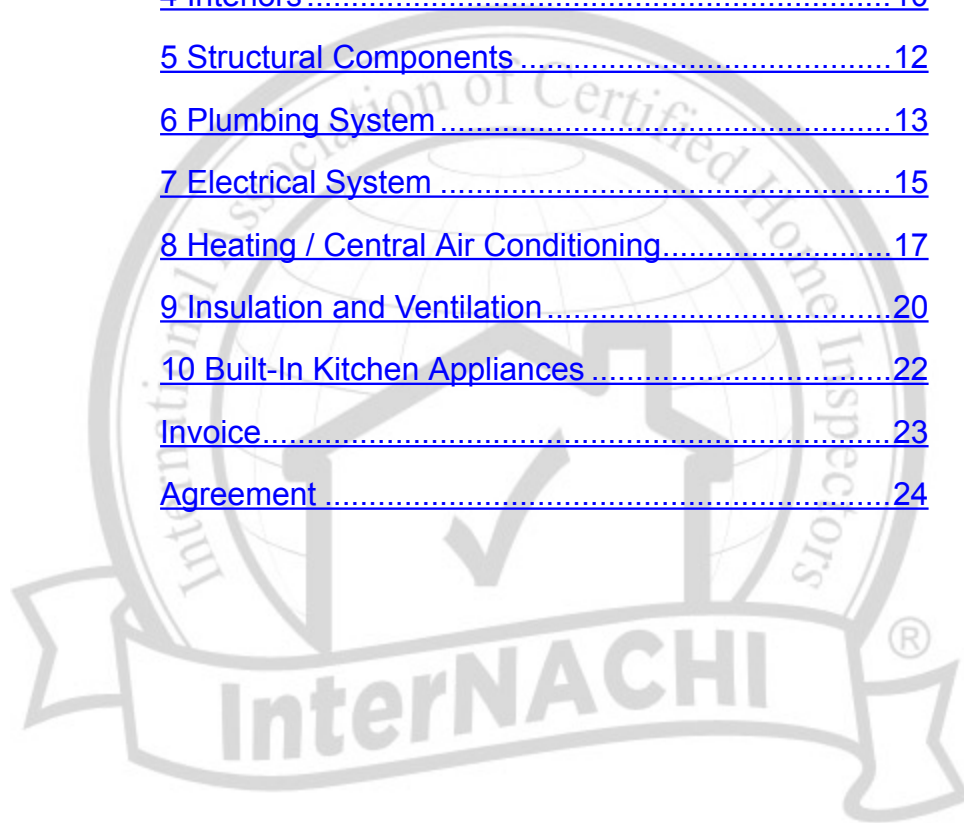 4 Interiors
5 Structural Components 12
6 Plumbing System 13
7 Electrical System 15
8 Heating / Central Air Conditioning 17
9 Insulation and Ventilation 20
10 Built-In Kitchen Appliances 22
Invoice 23
Agreement 24
International Association of Certified Home Inspectors
InterNACHI ®